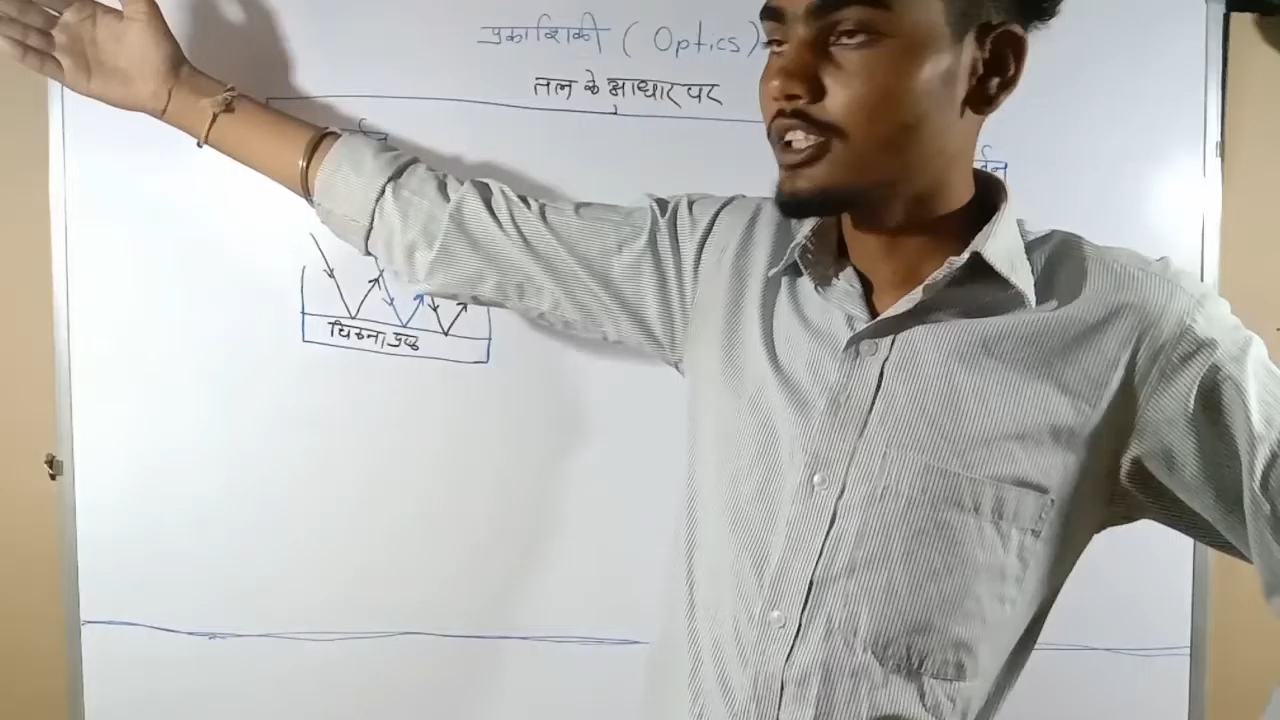 प्रकाशिकी ( Optics )
तल के आधार पर
चिकना पृष्ठ